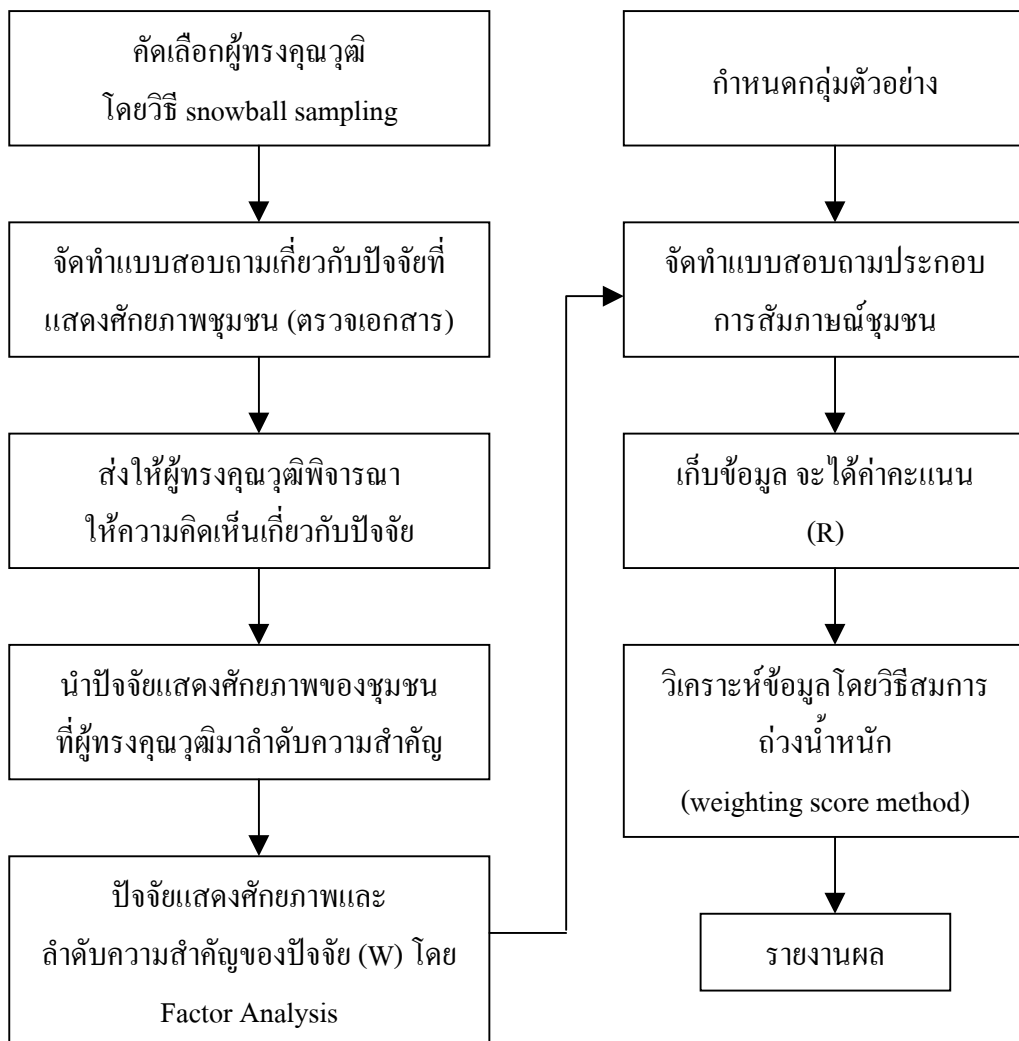 คัดเลือกผู้ทรงคุณวุฒิ
โดยวิธี snowball sampling
จัดทำแบบสอบถามเกี่ยวกับปัจจัยที่
แสดงศักยภาพชุมชน (ตรวจเอกสาร)
ส่งให้ผู้ทรงคุณวุฒิพิจารณา
ให้ความคิดเห็นเกี่ยวกับปัจจัย
นำปัจจัยแสดงศักยภาพของชุมชน
ที่ผู้ทรงคุณวุฒิมาลำดับความสำคัญ
ปัจจัยแสดงศักยภาพและ
ลำดับความสำคัญของปัจจัย (W) โดย
Factor Analysis
กำหนดกลุ่มตัวอย่าง
จัดทำแบบสอบถามประกอบ
การสัมภาษณ์ชุมชน
เก็บข้อมูล จะได้ค่าคะแนน
(R)
วิเคราะห์ข้อมูลโดยวิธีสมการ
ถ่วงน้ำหนัก
(weighting score method)
รายงานผล